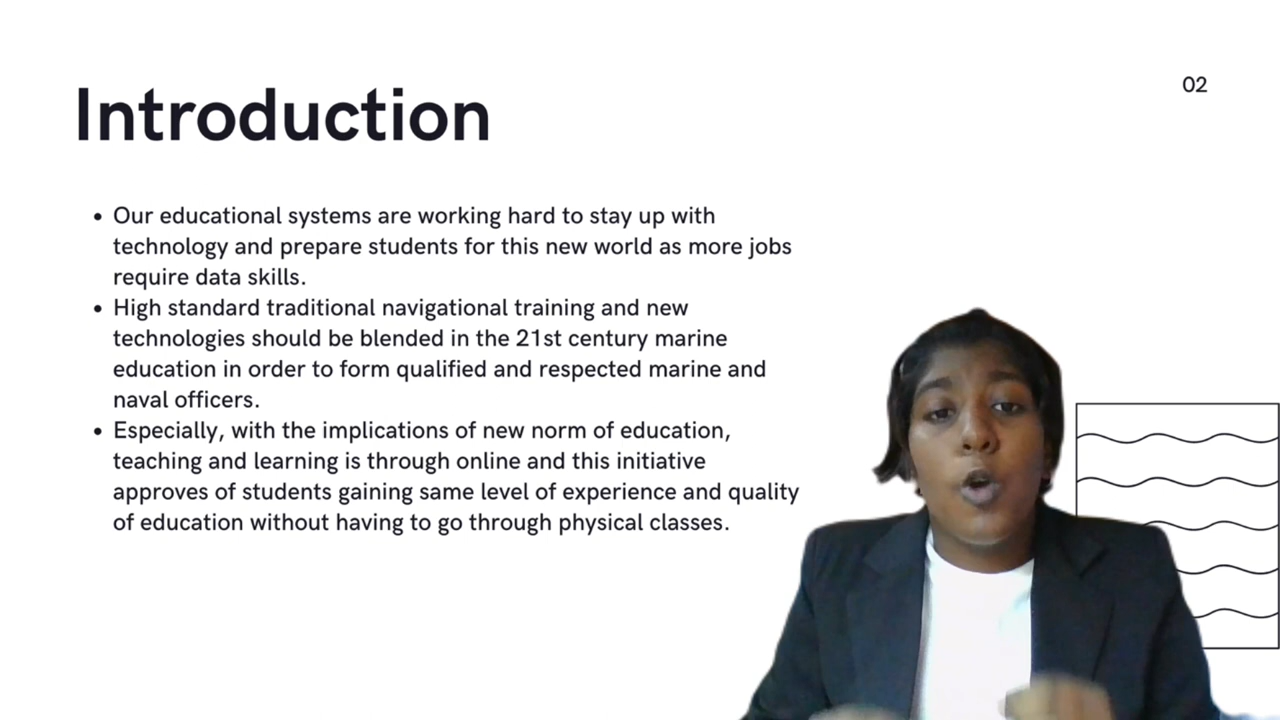 02
Introduction
• Our educational systems are working hard to stay up with
technology and prepare students for this new world as more jobs
require data skills.
• High standard traditional navigational training and new
technologies should be blended in the 21st century marine
education in order to form qualified and respected marine and
naval officers.
• Especially, with the implications of new norm of education,
teaching and learning is through online and this initiative
approves of students gaining same level of experience and quality
of education without having to go through physical classes.